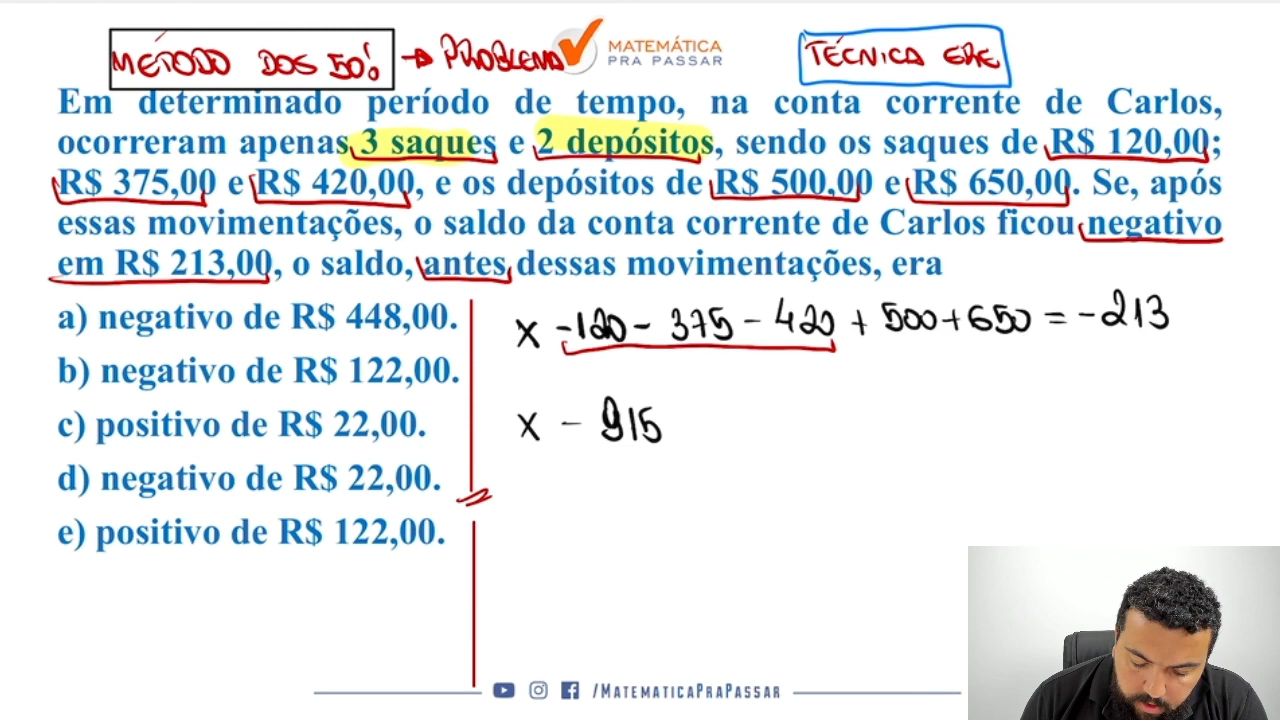 MÉTODO DOS 50% → PROBLEMA
MATEMÁTICA
PRA PASSAR
TÉCNICA
Em determinado período de tempo, na conta corrente de Carlos,
ocorreram apenas 3 saques e 2 depósitos, sendo os saques de R$ 120,00;
R$ 375,00 e R$ 420,00, e os depósitos de R$ 500,00 e R$ 650,00. Se, após
essas movimentações, o saldo da conta corrente de Carlos ficou negativo
em R$ 213,00, o saldo, antes dessas movimentações, era
a) negativo de R$ 448,00.
b) negativo de R$ 122,00.
c) positivo de R$ 22,00.
d) negativo de R$ 22,00.
e) positivo de R$ 122,00.
x - 120 - 375 - 420 + 500 + 650 = -213
x - 915
/MATEMATICAPRAPASSAR